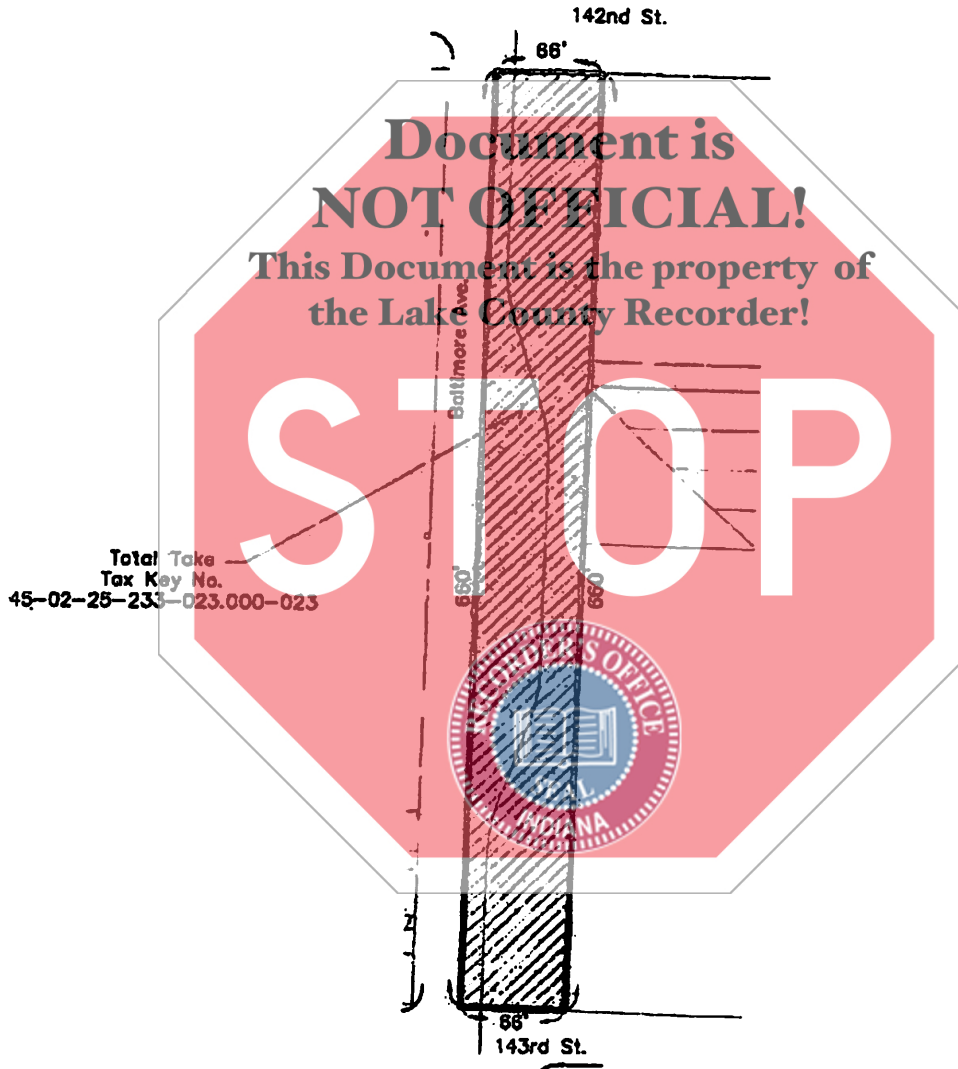 142nd St.
66'
Document is
NOT OFFICIAL!
This Document is the property of
the Lake County Recorder!
Baltimore Ave.
STOP
Total Take
Tax Key No.
45-02-25-233-023.000-023
660'
660'
RECORDER'S OFFICE
SEAL
INDIANA
66'
143rd St.